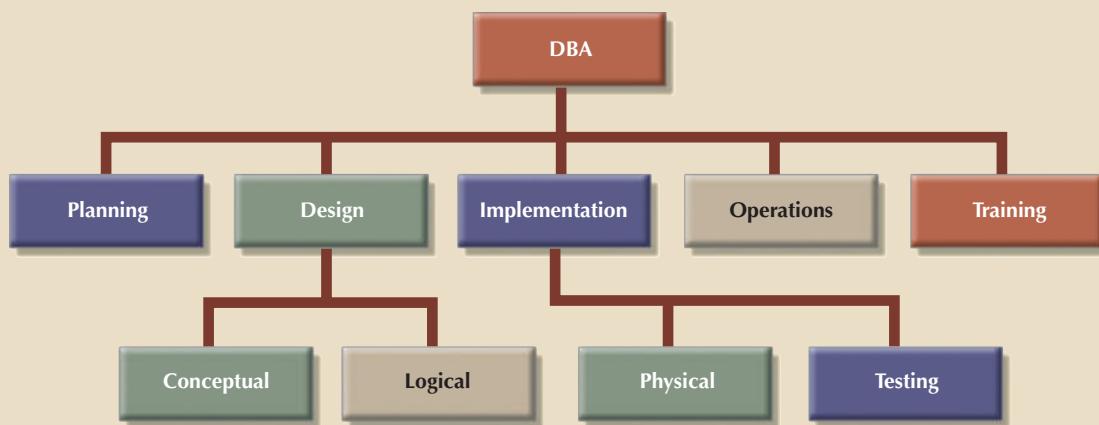 DBA
Planning
Design
Implementation
Operations
Training
Conceptual
Logical
Physical
Testing